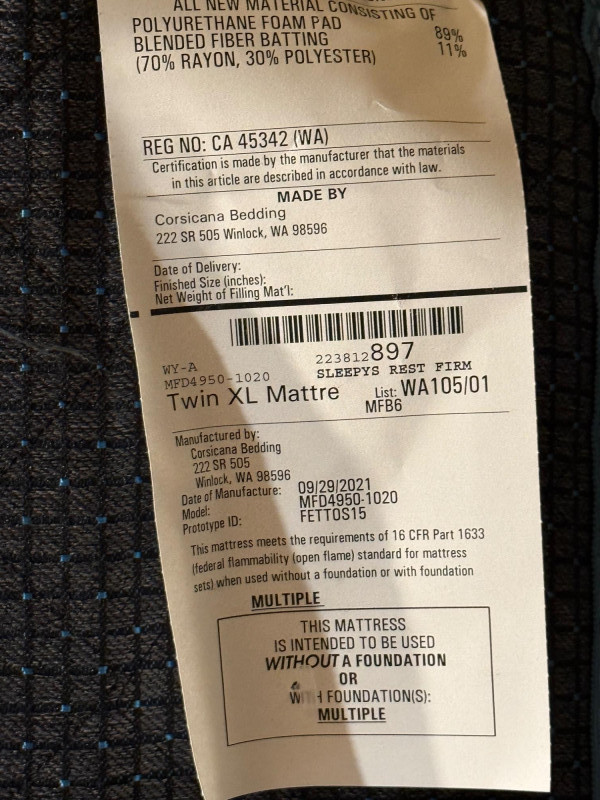 ALL NEW MATERIAL CONSISTING OF
POLYURETHANE FOAM PAD 89%
BLENDED FIBER BATTING 11%
(70% RAYON, 30% POLYESTER)
REG NO: CA 45342 (WA)
Certification is made by the manufacturer that the materials
in this article are described in accordance with law.
MADE BY
Corsicana Bedding
222 SR 505 Winlock, WA 98596
Date of Delivery:
Finished Size (inches):
Net Weight of Filling Mat'l:
WY-A 223812897
MFD4950-1020 SLEEPYS REST FIRM
Twin XL Mattre List: WA105/01
MFB6
Manufactured by:
Corsicana Bedding
222 SR 505
Winlock, WA 98596
Date of Manufacture: 09/29/2021
Model: MFD4950-1020
Prototype ID: FETTOS15
This mattress meets the requirements of 16 CFR Part 1633
(federal flammability (open flame) standard for mattress
sets) when used without a foundation or with foundation
MULTIPLE
THIS MATTRESS
IS INTENDED TO BE USED
WITHOUT A FOUNDATION
OR
WITH FOUNDATION(S):
MULTIPLE